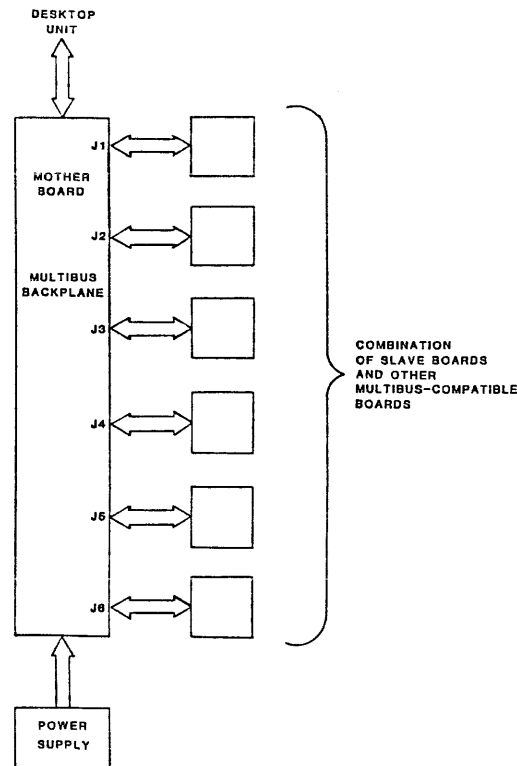 DESKTOP
UNIT
J1
MOTHER
BOARD
J2
MULTIBUS
BACKPLANE
J3
COMBINATION
OF SLAVE BOARDS
AND OTHER
MULTIBUS-COMPATIBLE
BOARDS
J4
J5
J6
POWER
SUPPLY